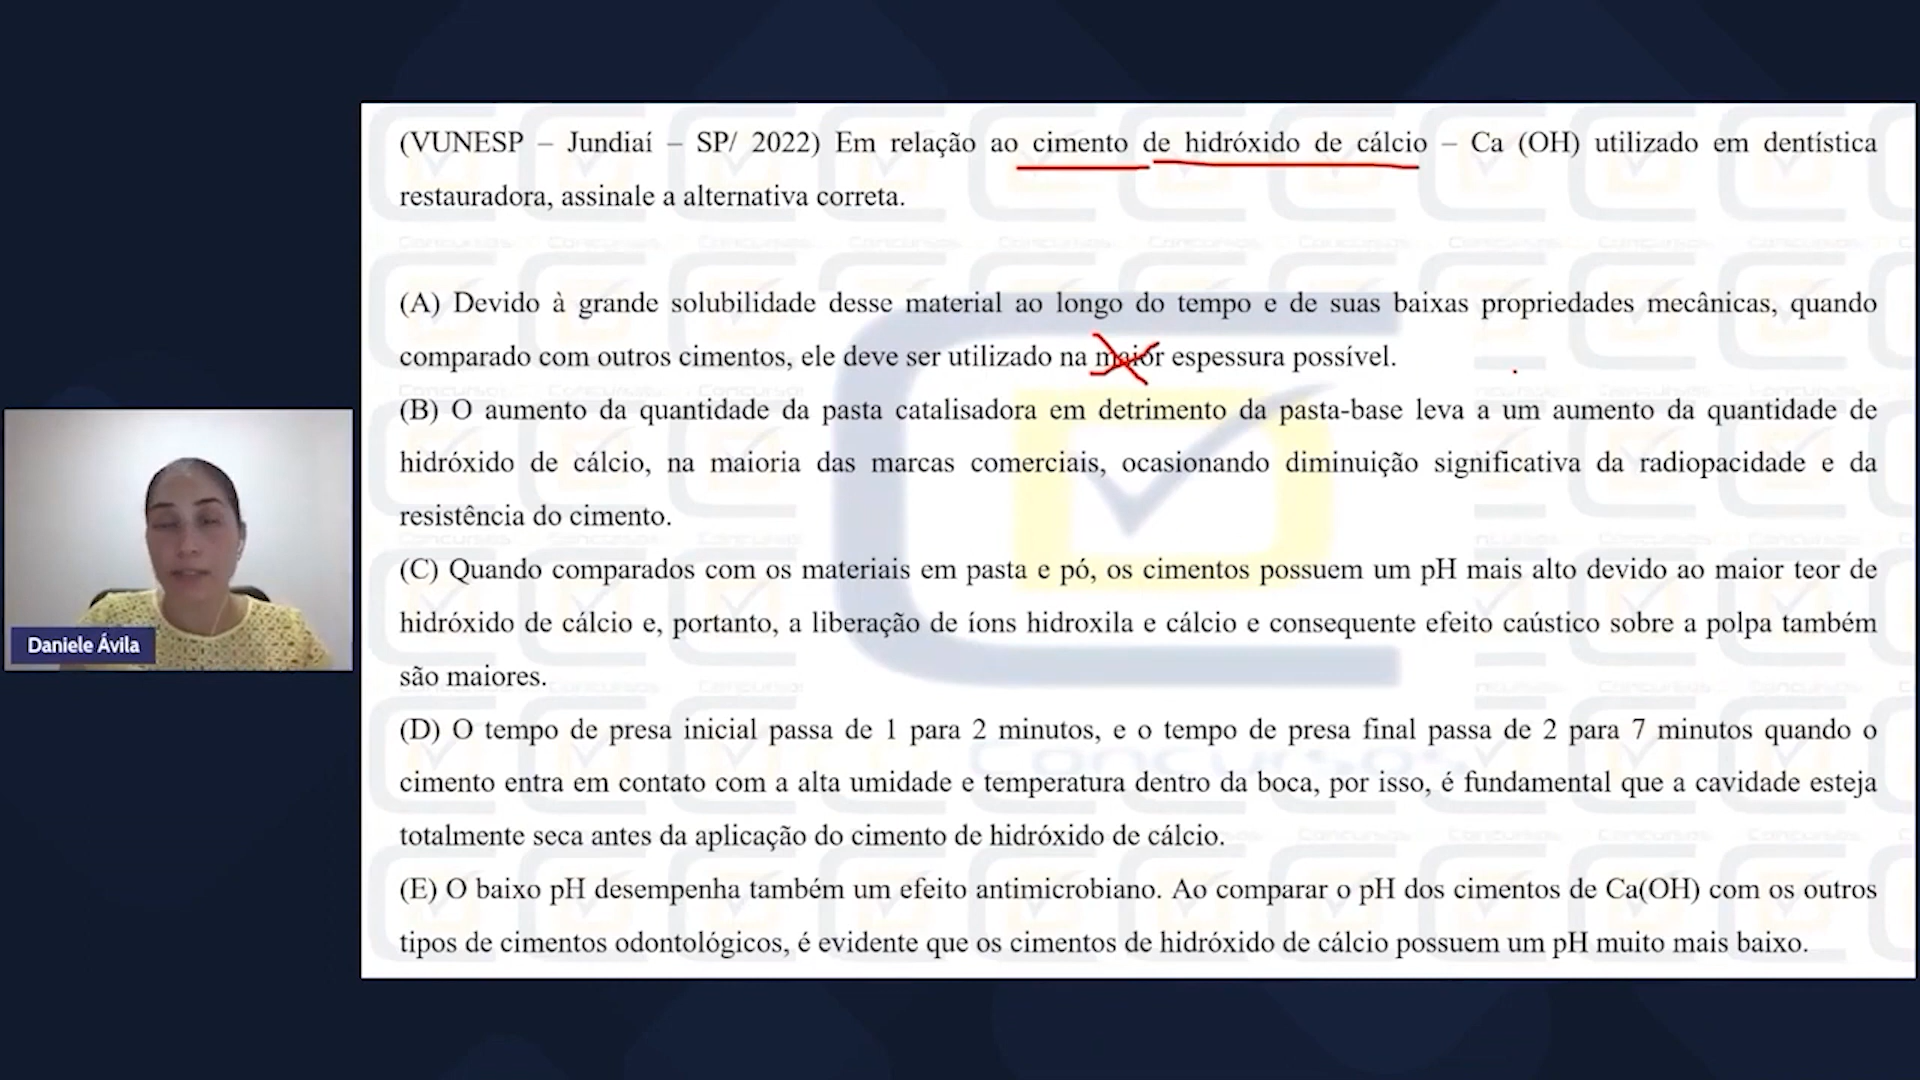 (VUNESP – Jundiaí – SP/ 2022) Em relação ao cimento de hidróxido de cálcio – Ca (OH) utilizado em dentística
restauradora, assinale a alternativa correta.
(A) Devido à grande solubilidade desse material ao longo do tempo e de suas baixas propriedades mecânicas, quando
comparado com outros cimentos, ele deve ser utilizado na maior espessura possível.
(B) O aumento da quantidade da pasta catalisadora em detrimento da pasta-base leva a um aumento da quantidade de
hidróxido de cálcio, na maioria das marcas comerciais, ocasionando diminuição significativa da radiopacidade e da
resistência do cimento.
(C) Quando comparados com os materiais em pasta e pó, os cimentos possuem um pH mais alto devido ao maior teor de
hidróxido de cálcio e, portanto, a liberação de íons hidroxila e cálcio e consequente efeito caústico sobre a polpa também
são maiores.
(D) O tempo de presa inicial passa de 1 para 2 minutos, e o tempo de presa final passa de 2 para 7 minutos quando o
cimento entra em contato com a alta umidade e temperatura dentro da boca, por isso, é fundamental que a cavidade esteja
totalmente seca antes da aplicação do cimento de hidróxido de cálcio.
(E) O baixo pH desempenha também um efeito antimicrobiano. Ao comparar o pH dos cimentos de Ca(OH) com os outros
tipos de cimentos odontológicos, é evidente que os cimentos de hidróxido de cálcio possuem um pH muito mais baixo.
Daniele Ávila